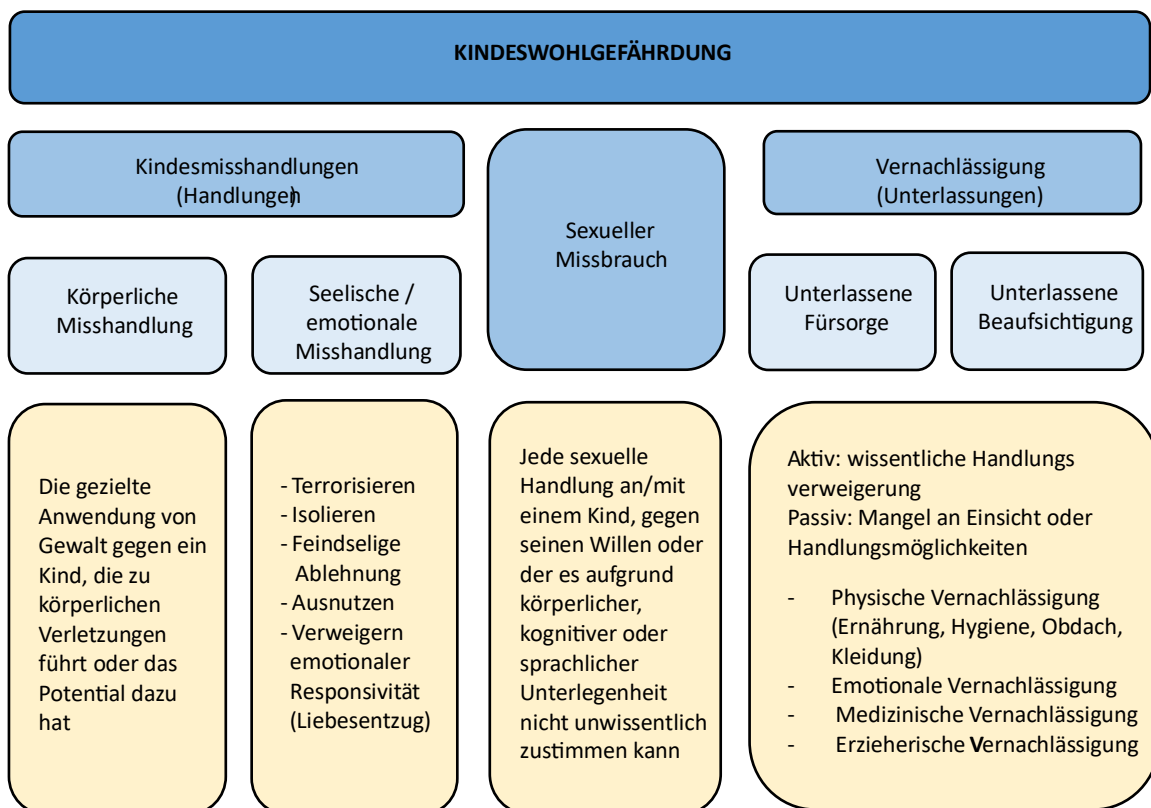 KINDESWOHLGEFÄHRDUNG
Kindesmisshandlungen
(Handlungen)
Sexueller
Missbrauch
Vernachlässigung
(Unterlassungen)
Körperliche
Misshandlung
Seelische /
emotionale
Misshandlung
Unterlassene
Fürsorge
Unterlassene
Beaufsichtigung
Die gezielte
Anwendung von
Gewalt gegen ein
Kind, die zu
körperlichen
Verletzungen
führt oder das
Potential dazu
hat
- Terrorisieren
- Isolieren
- Feindselige
Ablehnung
- Ausnutzen
- Verweigern
emotionaler
Responsivität
(Liebesentzug)
Jede sexuelle
Handlung an/mit
einem Kind, gegen
seinen Willen oder
der es aufgrund
körperlicher,
kognitiver oder
sprachlicher
Unterlegenheit
nicht unwissentlich
zustimmen kann
Aktiv: wissentliche Handlungs
verweigerung
Passiv: Mangel an Einsicht oder
Handlungsmöglichkeiten
- Physische Vernachlässigung
(Ernährung, Hygiene, Obdach,
Kleidung)
- Emotionale Vernachlässigung
- Medizinische Vernachlässigung
- Erzieherische Vernachlässigung